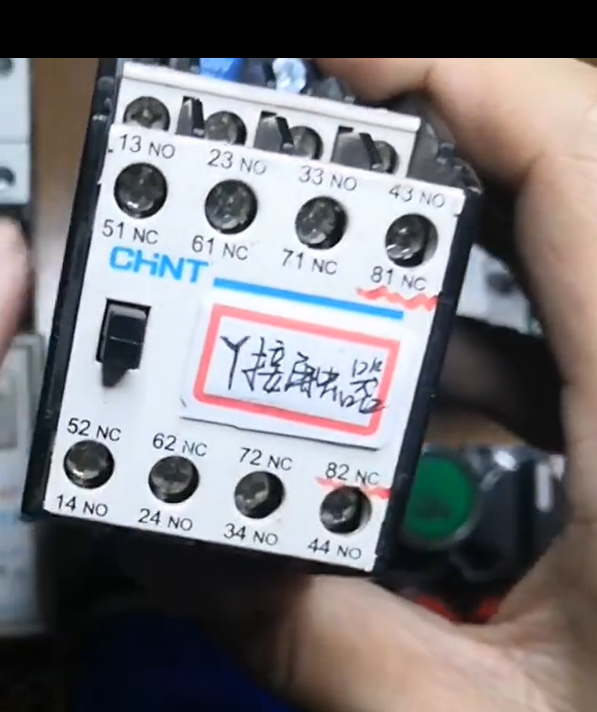 13 NO 23 NO 33 NO 43 NO
51 NC 61 NC 71 NC 81 NC
CHNT
Y接触器
52 NC 62 NC 72 NC 82 NC
14 NO 24 NO 34 NO 44 NO